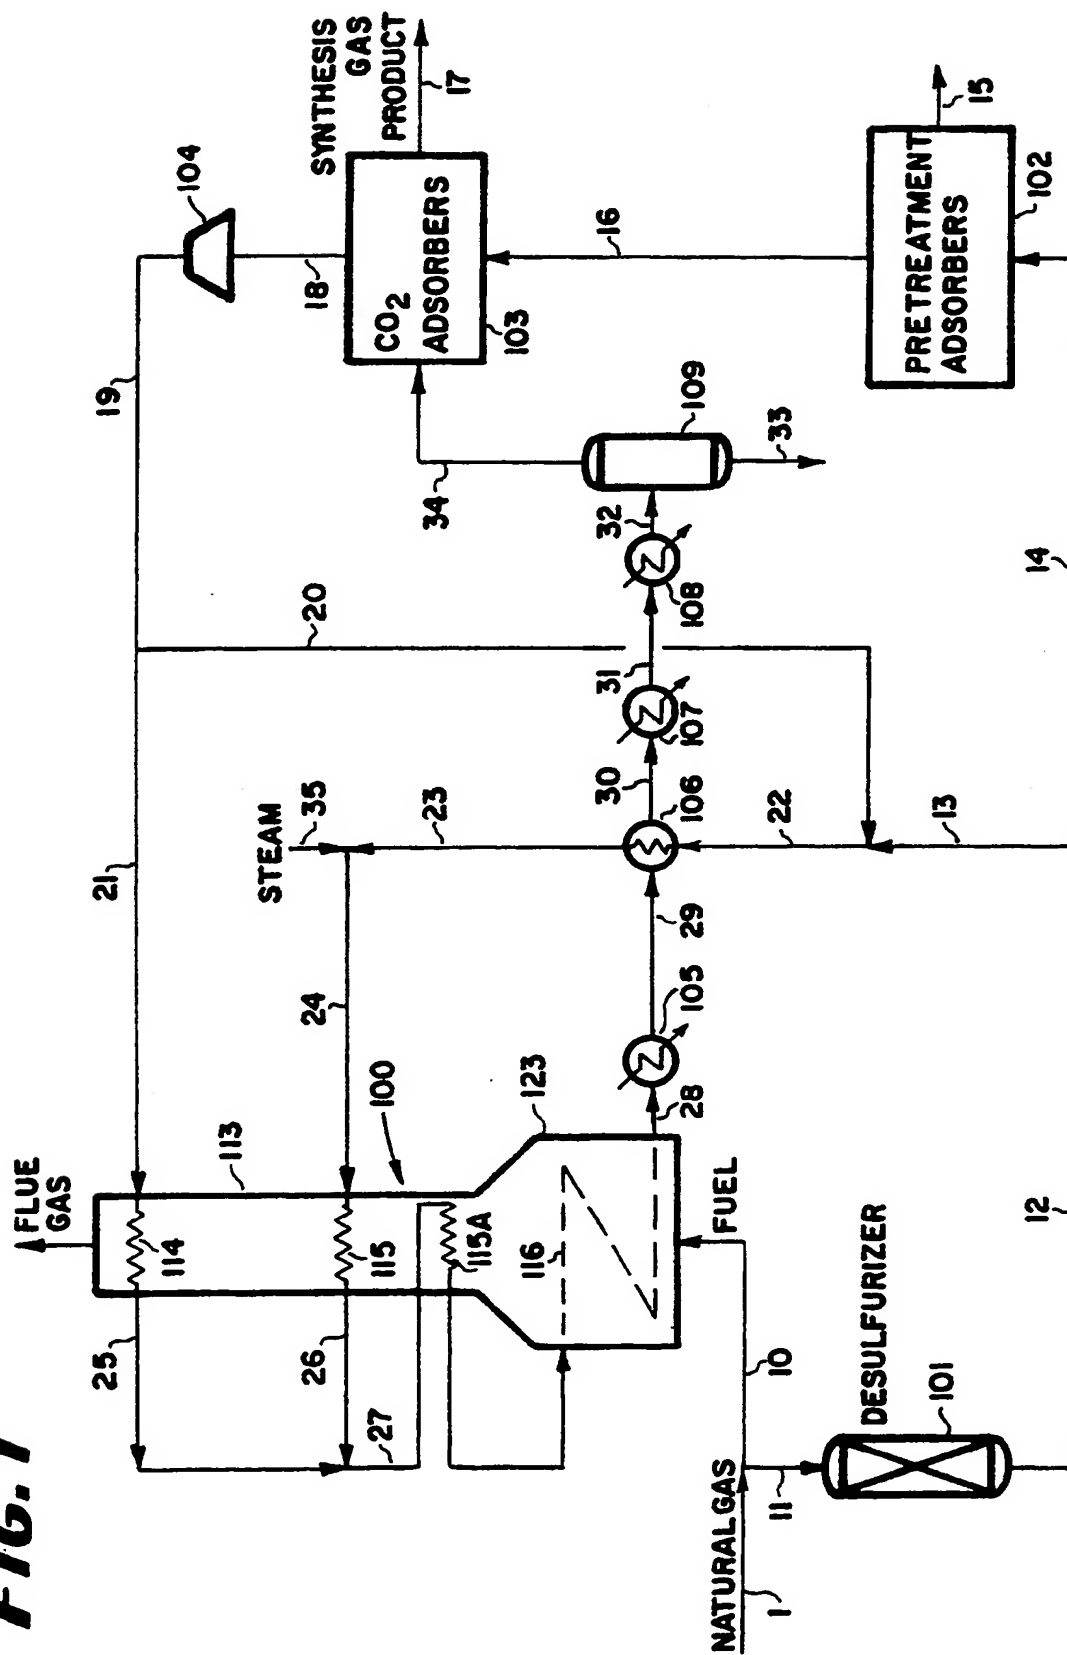 FIG. 1
FLUE
GAS
25
114
113
21
19
104
STEAM
35
26
115
24
18
SYNTHESIS
GAS
PRODUCT
17
27
115A
100
23
20
34
CO2
ADSORBERS
103
116
123
30
31
32
109
16
28
105
29
106
107
108
33
NATURAL GAS
1
10
FUEL
22
11
DESULFURIZER
101
13
PRETREATMENT
ADSORBERS
102
15
12
14